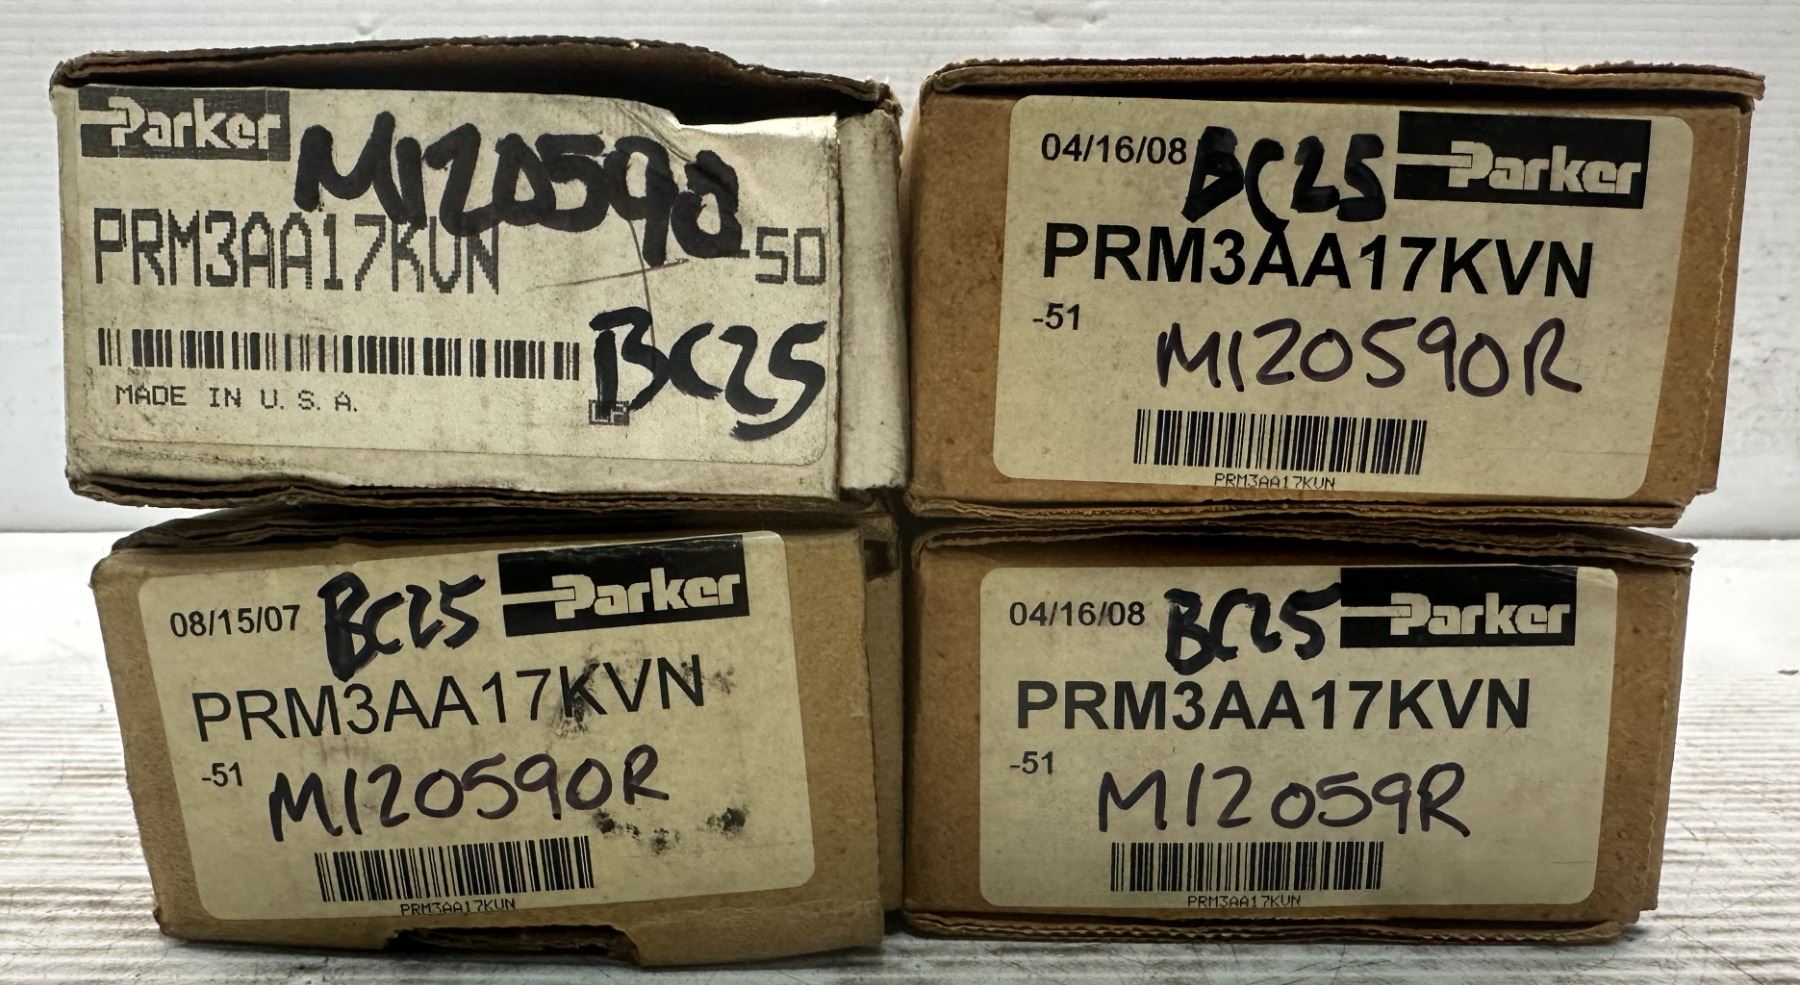 Parker
M120590
PRM3AA17KVN -50
BC25
MADE IN U.S.A.
04/16/08 BC25 Parker
PRM3AA17KVN
-51
M120590R
PRM3AA17KVN
08/15/07 BC25 Parker
PRM3AA17KVN
-51 M120590R
PRM3AA17KVN
04/16/08 BC25 Parker
PRM3AA17KVN
-51
M12059R
PRM3AA17KVN